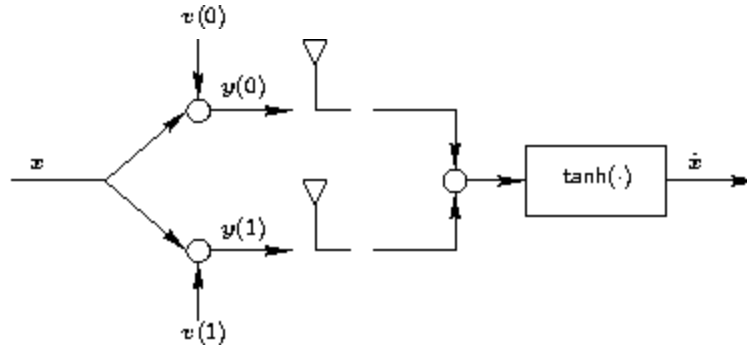 v(0)
y(0)
x
tanh(·)
x̂
y(1)
v(1)